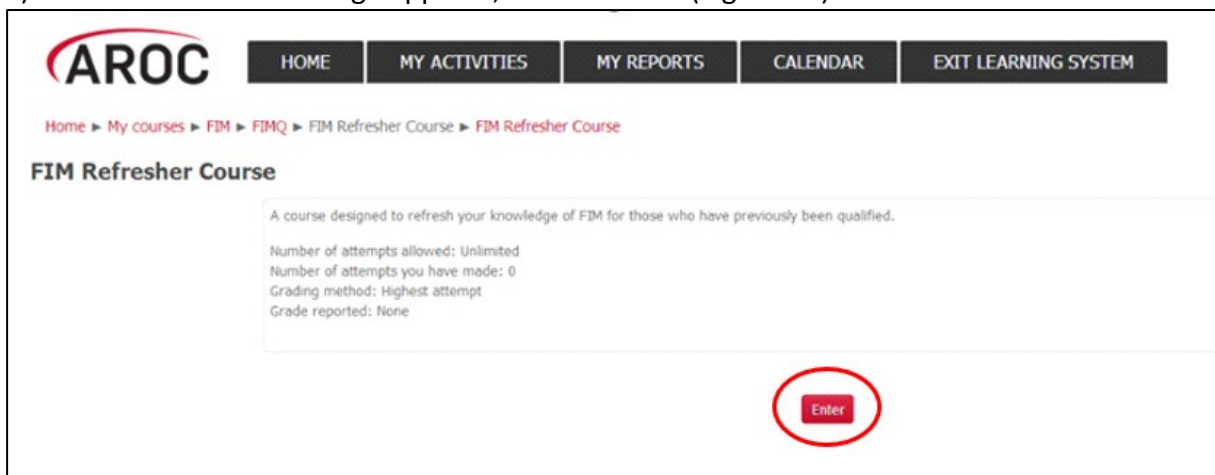 AROC
HOME MY ACTIVITIES MY REPORTS CALENDAR EXIT LEARNING SYSTEM
Home ► My courses ► FIM ► FIMQ ► FIM Refresher Course ► FIM Refresher Course
FIM Refresher Course
A course designed to refresh your knowledge of FIM for those who have previously been qualified.
Number of attempts allowed: Unlimited
Number of attempts you have made: 0
Grading method: Highest attempt
Grade reported: None
Enter